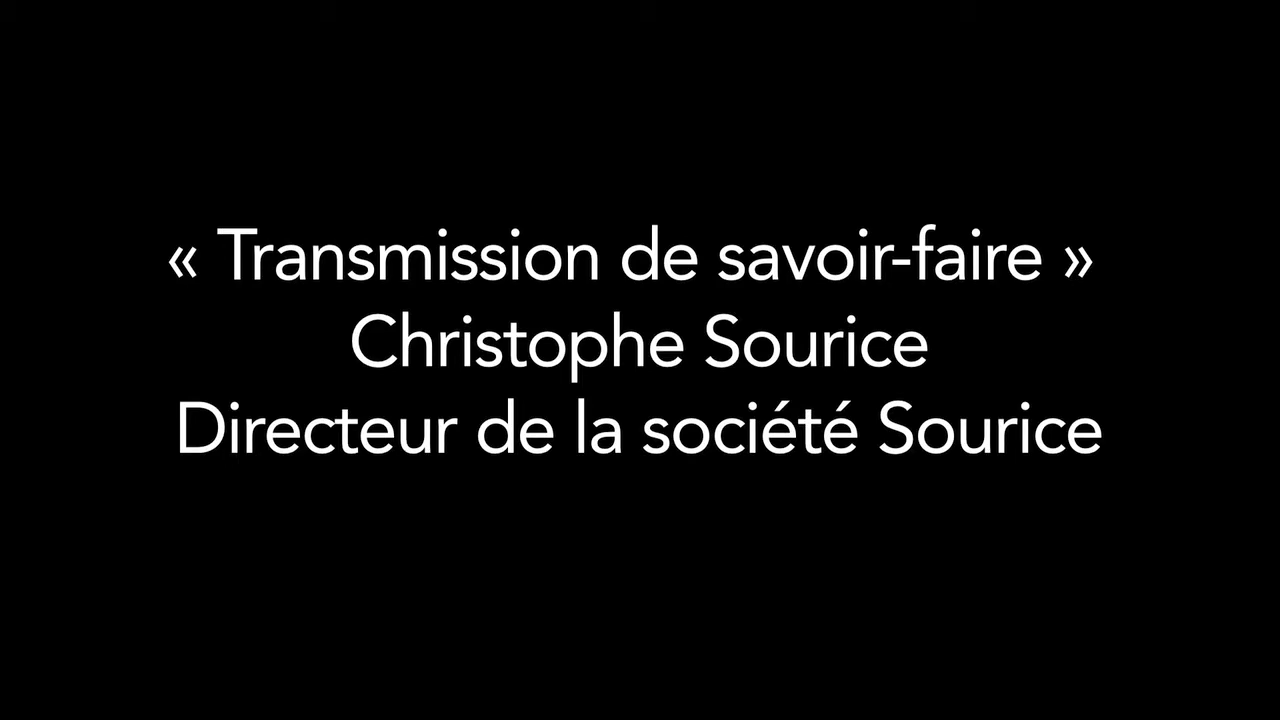 « Transmission de savoir-faire »
Christophe Sourice
Directeur de la société Sourice